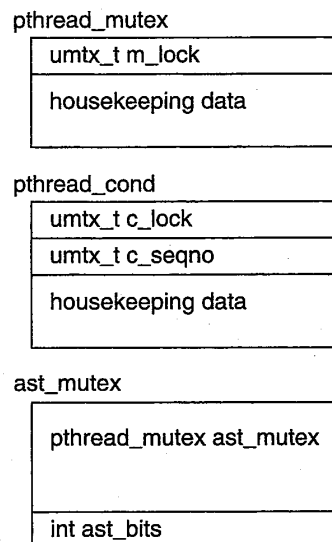 pthread_mutex
umtx_t m_lock
housekeeping data
pthread_cond
umtx_t c_lock
umtx_t c_seqno
housekeeping data
ast_mutex
pthread_mutex ast_mutex
int ast_bits